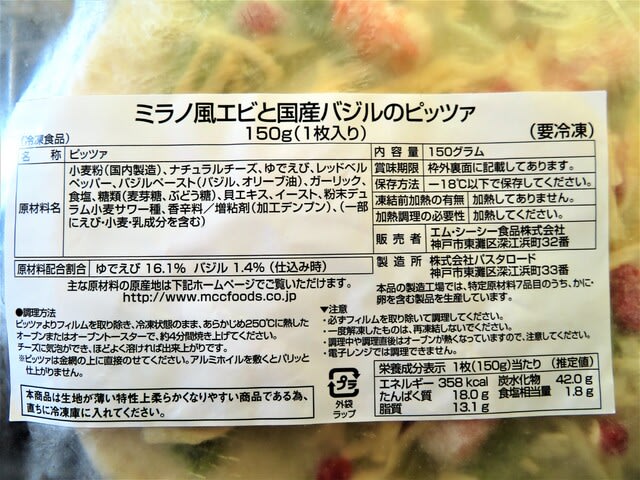 ミラノ風エビと国産バジルのピッツァ
150g(1枚入り)
(冷凍食品)
(要冷凍)
名称 ピッツァ
原材料名 小麦粉(国内製造)、ナチュラルチーズ、ゆでえび、レッドベル
ペッパー、バジルペースト(バジル、オリーブ油)、ガーリック、
食塩、糖類(麦芽糖、ぶどう糖)、貝エキス、イースト、粉末デュ
ラム小麦サワー種、香辛料/増粘剤(加工デンプン)、(一部
にえび・小麦・乳成分を含む)
原材料配合割合 ゆでえび 16.1% バジル 1.4%(仕込み時)
主な原材料の原産地は下記ホームページでご覧いただけます。
http://www.mccfoods.co.jp
内容量 150グラム
賞味期限 枠外裏面に記載してあります。
保存方法 -18℃以下で保存してください。
凍結前加熱の有無 加熱してありません。
加熱調理の必要性 加熱してください。
販売者 エム・シーシー食品株式会社
神戸市東灘区深江浜町32番
製造所 株式会社パスタロード
神戸市東灘区深江浜町33番
本品の製造工場では、特定原材料7品目のうち、かに・
卵を含む製品を生産しています。
●調理方法
ピッツァよりフィルムを取り除き、冷凍状態のまま、あらかじめ250℃に熱した
オーブンまたはオーブントースターで、約4分間焼き上げてください。
チーズに気泡ができ、ほどよく溶ければ出来上がりです。
※ピッツァは金網の上に直接のせてください。アルミホイルを敷くとパリッと
仕上がりません。
▼注意
・必ずフィルムを取り除いて調理してください。
・一度解凍したものは、再凍結しないでください。
・調理中や調理直後はオーブンが熱くなっていますので、注意してください。
・電子レンジでは調理できません。
本商品は生地が薄い特性上柔らかくなりやすい商品である為、
直ちに冷凍庫に入れてください。
プラ
外袋
ラップ
栄養成分表示 1枚(150g)当たり (推定値)
エネルギー 358kcal 炭水化物 42.0g
たんぱく質 18.0g 食塩相当量 1.8g
脂質 13.1g